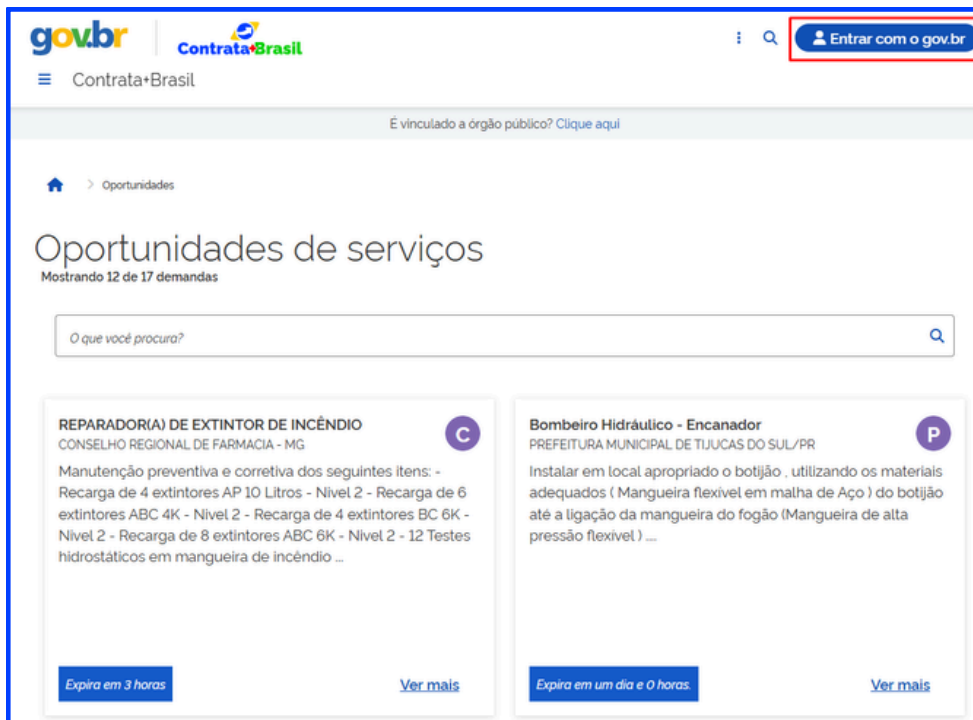 gov.br
Contrata+Brasil
Entrar com o gov.br
Contrata+Brasil
É vinculado a órgão público? Clique aqui
Oportunidades
Oportunidades de serviços
Mostrando 12 de 17 demandas
O que você procura?
REPARADOR(A) DE EXTINTOR DE INCÊNDIO
C
CONSELHO REGIONAL DE FARMACIA - MG
Manutenção preventiva e corretiva dos seguintes itens: -
Recarga de 4 extintores AP 10 Litros - Nivel 2 - Recarga de 6
extintores ABC 4K - Nivel 2 - Recarga de 4 extintores BC 6K -
Nivel 2 - Recarga de 8 extintores ABC 6K - Nivel 2 - 12 Testes
hidrostáticos em mangueira de incêndio ...
Expira em 3 horas
Ver mais
Bombeiro Hidráulico - Encanador
P
PREFEITURA MUNICIPAL DE TIJUCAS DO SUL/PR
Instalar em local apropriado o botijão , utilizando os materiais
adequados ( Mangueira flexível em malha de Aço ) do botijão
até a ligação da mangueira do fogão (Mangueira de alta
pressão flexível ) ....
Expira em um dia e 0 horas.
Ver mais